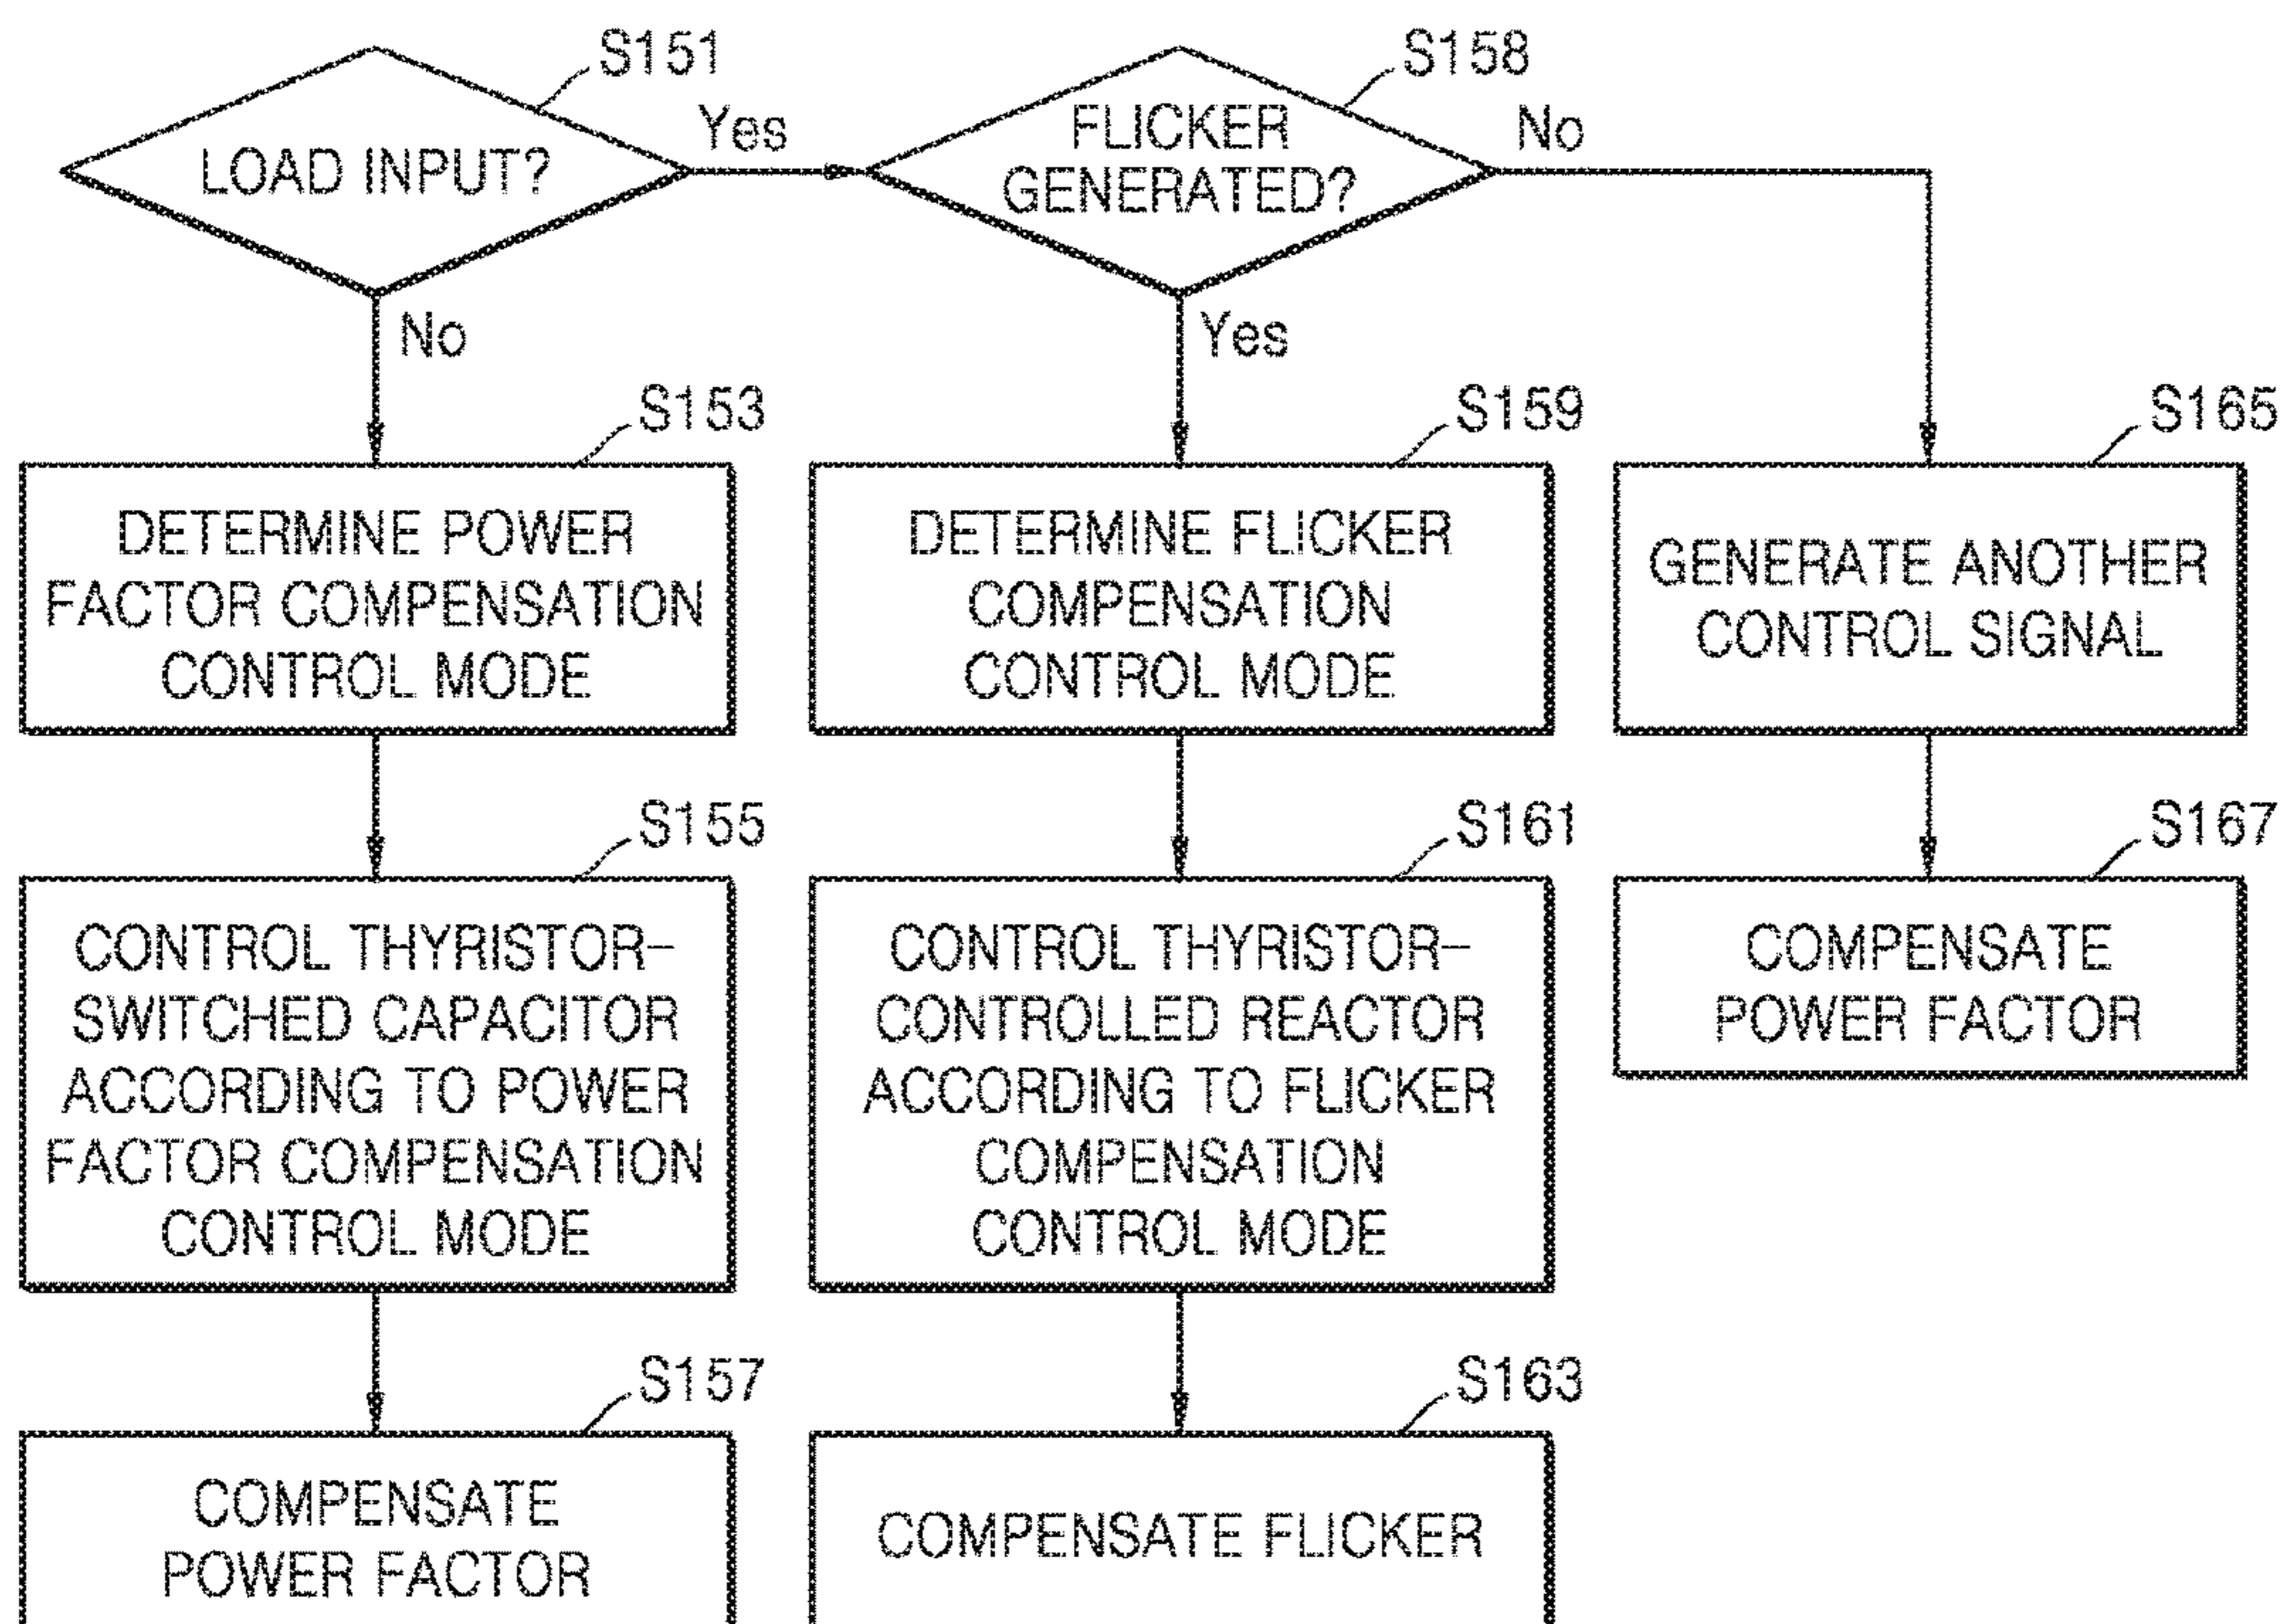 S151
LOAD INPUT?
Yes
No
S158
FLICKER
GENERATED?
No
Yes
S153
DETERMINE POWER
FACTOR COMPENSATION
CONTROL MODE
S159
DETERMINE FLICKER
COMPENSATION
CONTROL MODE
S165
GENERATE ANOTHER
CONTROL SIGNAL
S155
CONTROL THYRISTOR-
SWITCHED CAPACITOR
ACCORDING TO POWER
FACTOR COMPENSATION
CONTROL MODE
S161
CONTROL THYRISTOR-
CONTROLLED REACTOR
ACCORDING TO FLICKER
COMPENSATION
CONTROL MODE
S167
COMPENSATE
POWER FACTOR
S157
COMPENSATE
POWER FACTOR
S163
COMPENSATE FLICKER